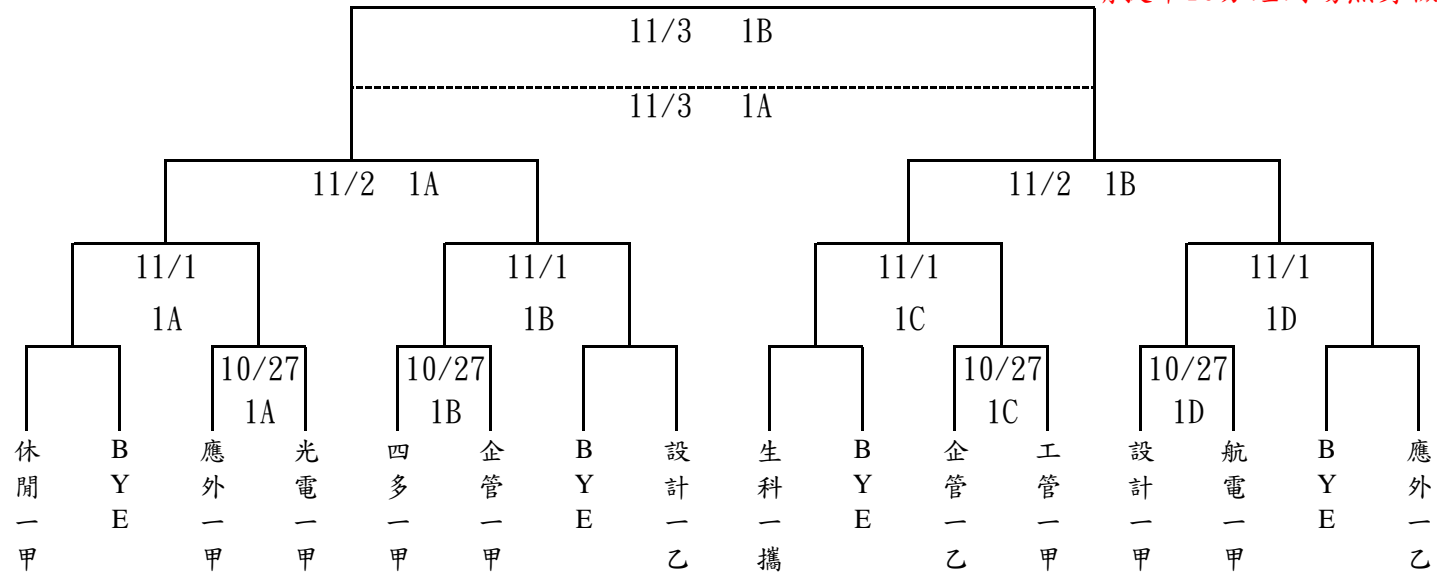 11/3 1B
11/3 1A
11/2 1A
11/2 1B
11/1
11/1
11/1
11/1
1A
1B
1C
1D
10/27
10/27
10/27
10/27
1A
1B
1C
1D
休閒一甲
BYE
應外一甲
光電一甲
四多一甲
企管一甲
BYE
設計一乙
生科一攜
BYE
企管一乙
工管一甲
設計一甲
航電一甲
BYE
應外一乙